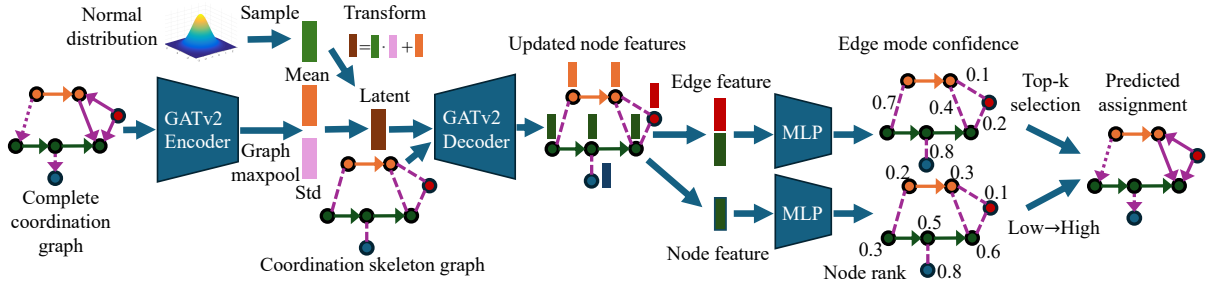 Normal
distribution
Sample
Transform
=
·
+
Mean
Complete
coordination
graph
GATv2
Encoder
Graph
maxpool
Std
Latent
Coordination skeleton graph
GATv2
Decoder
Updated node features
Edge feature
MLP
Node feature
MLP
Edge mode confidence
0.1
0.7
0.4
0.2
0.8
0.2
0.3
0.1
0.5
0.3
0.6
0.8
Node rank
Top-k
selection
Low→High
Predicted
assignment